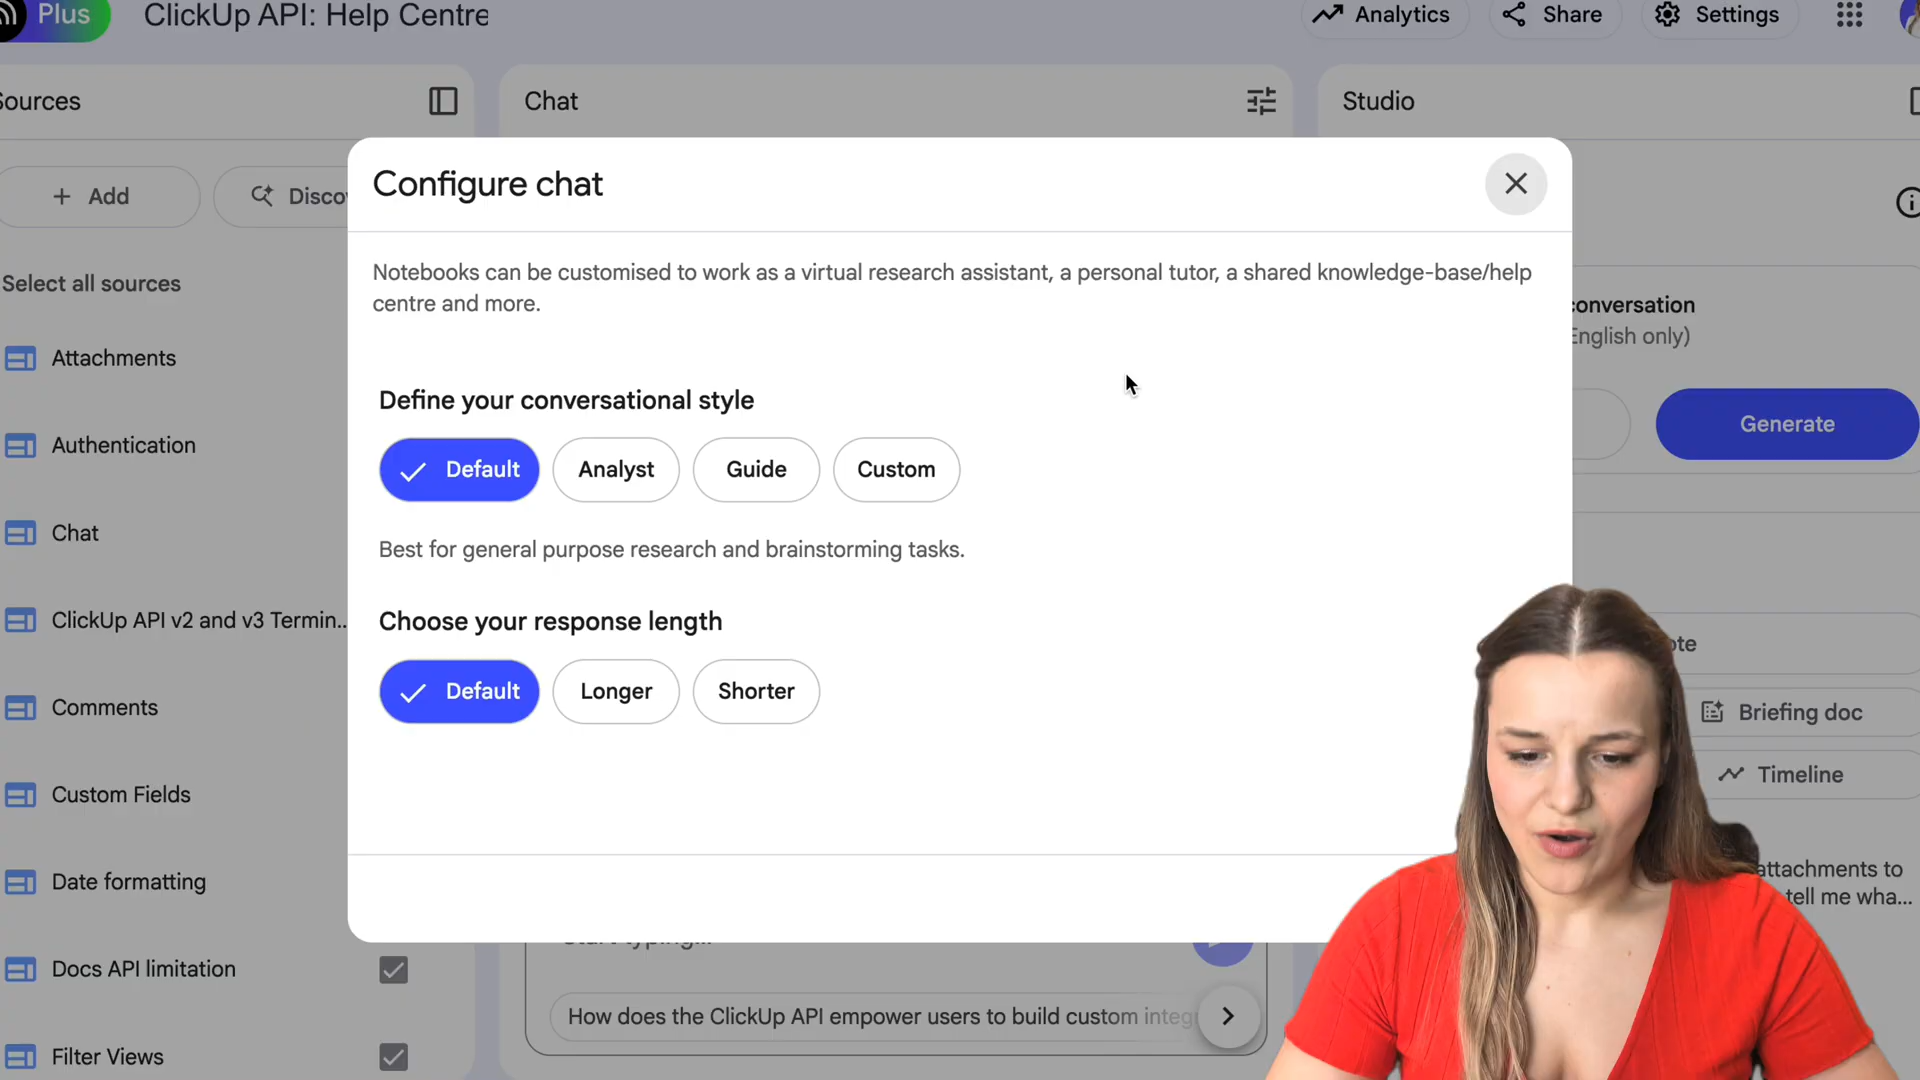 Plus
ClickUp API: Help Centre
Analytics
Share
Settings
Sources
Chat
Studio
Add
Configure chat
Notebooks can be customised to work as a virtual research assistant, a personal tutor, a shared knowledge-base/help
centre and more.
Select all sources
Attachments
Authentication
Chat
ClickUp API v2 and v3 Termin...
Comments
Custom Fields
Date formatting
Docs API limitation
Filter Views
Define your conversational style
Default
Analyst
Guide
Custom
Best for general purpose research and brainstorming tasks.
Choose your response length
Default
Longer
Shorter
conversation
English only)
Generate
Briefing doc
Timeline
attachments to
tell me wha...
How does the ClickUp API empower users to build custom integ